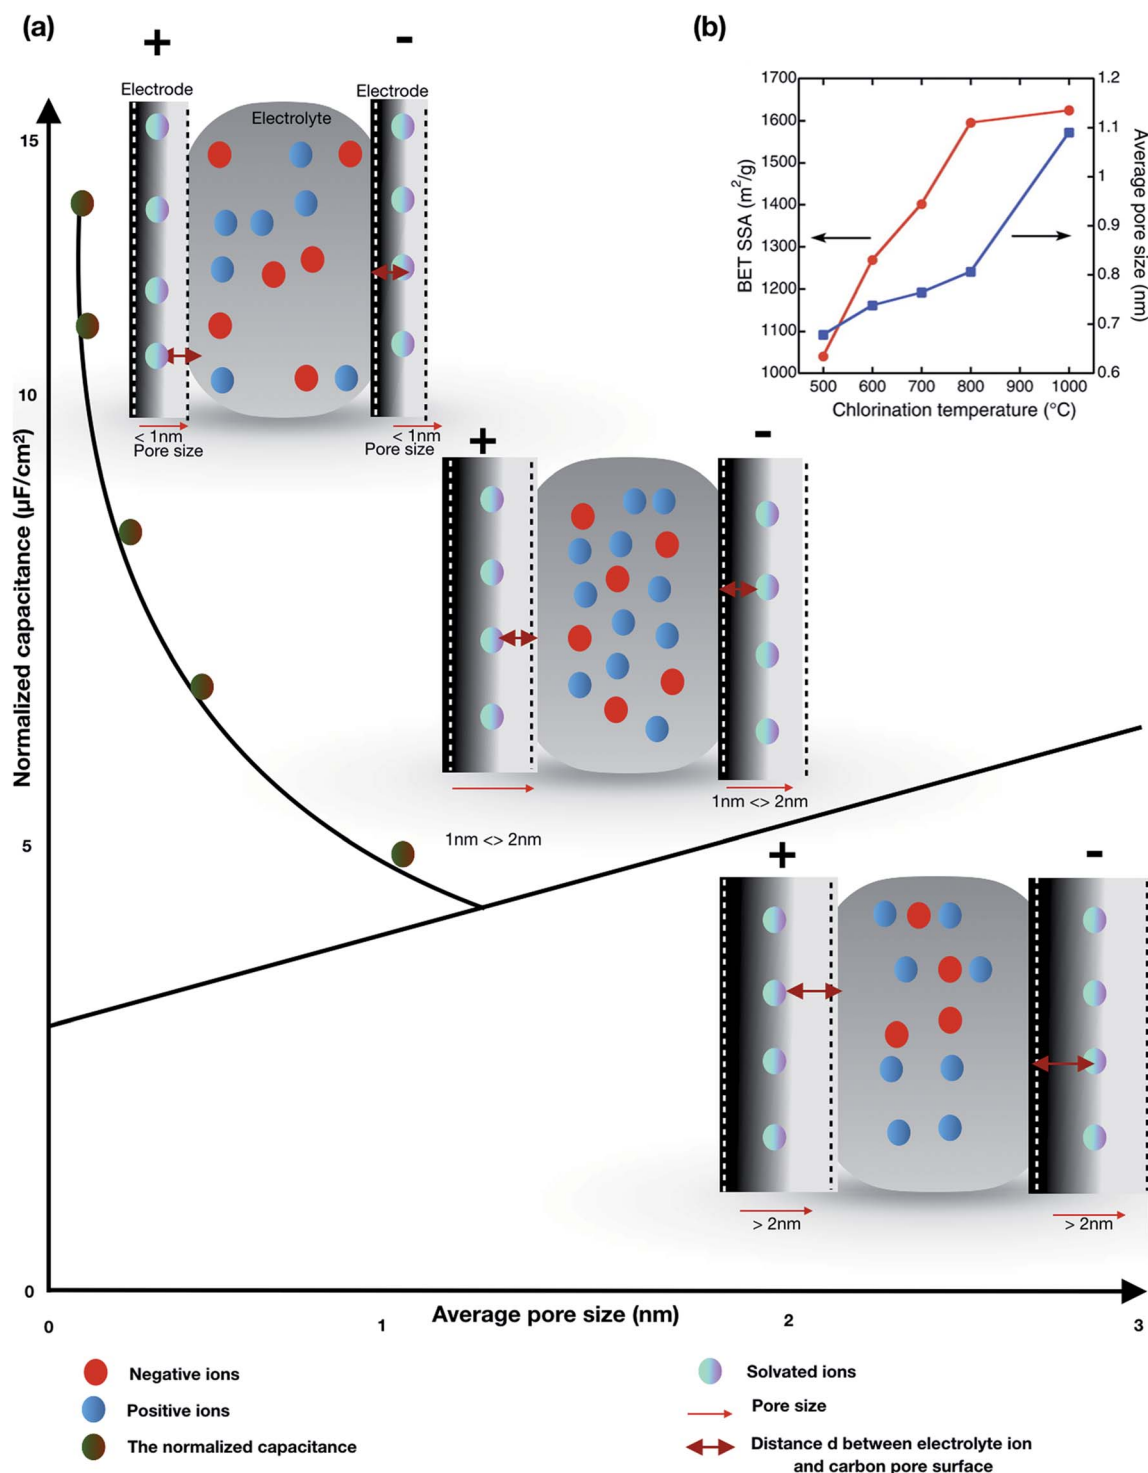 (a)
+
-
Electrode
Electrode
Electrolyte
15
10
5
0
Normalized capacitance (µF/cm²)
< 1nm
Pore size
< 1nm
Pore size
(b)
1700
1600
1500
1400
1300
1200
1100
1000
BET SSA (m²/g)
1.2
1.1
1
0.9
0.8
0.7
0.6
Average pore size (nm)
500 600 700 800 900 1000
Chlorination temperature (°C)
+
-
1nm <> 2nm
1nm <> 2nm
+
-
> 2nm
> 2nm
0 1 2 3
Average pore size (nm)
Negative ions
Positive ions
The normalized capacitance
Solvated ions
Pore size
Distance d between electrolyte ion
and carbon pore surface